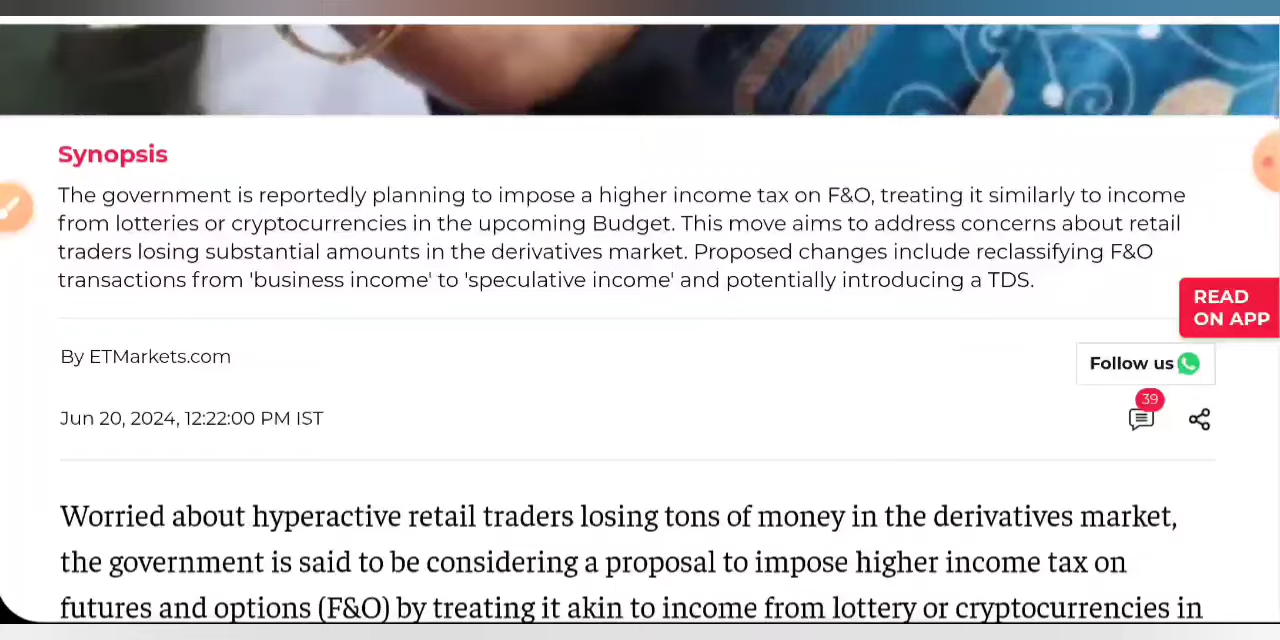 Synopsis
The government is reportedly planning to impose a higher income tax on F&O, treating it similarly to income
from lotteries or cryptocurrencies in the upcoming Budget. This move aims to address concerns about retail
traders losing substantial amounts in the derivatives market. Proposed changes include reclassifying F&O
transactions from 'business income' to 'speculative income' and potentially introducing a TDS.
READ
ON APP
By ETMarkets.com
Follow us
39
Jun 20, 2024, 12:22:00 PM IST
Worried about hyperactive retail traders losing tons of money in the derivatives market,
the government is said to be considering a proposal to impose higher income tax on
futures and options (F&O) by treating it akin to income from lottery or cryptocurrencies in